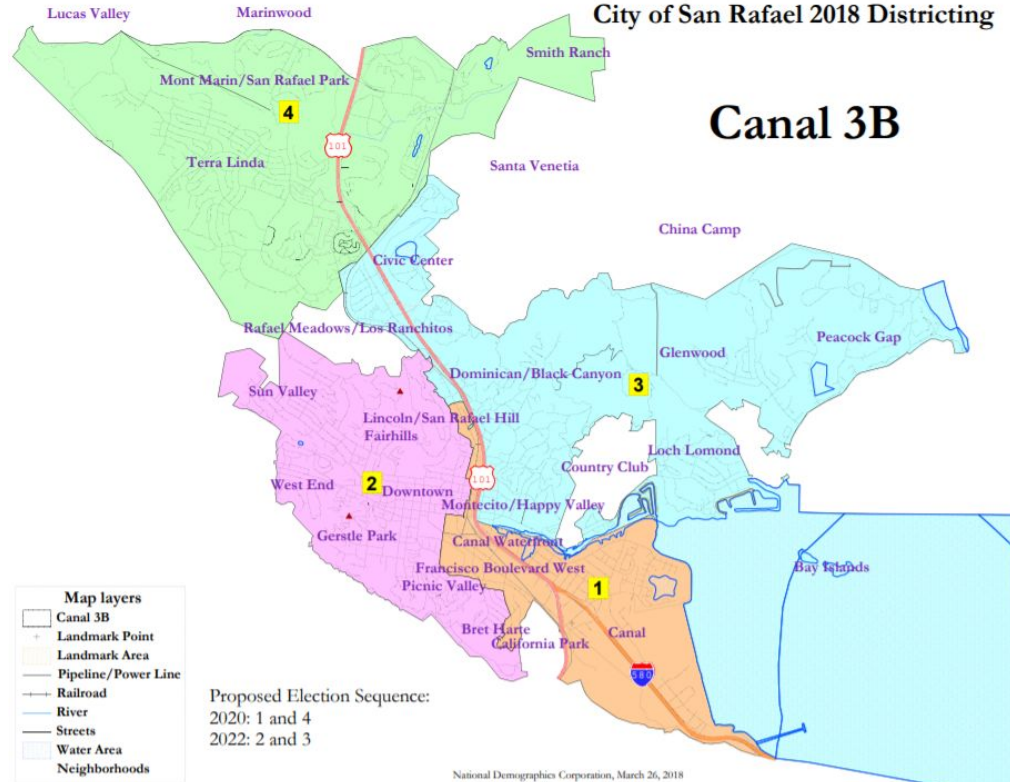 City of San Rafael 2018 Districting
Canal 3B
Lucas Valley
Marinwood
Smith Ranch
Mont Marin/San Rafael Park
4
101
Terra Linda
Santa Venetia
China Camp
Civic Center
Rafael Meadows/Los Ranchitos
Peacock Gap
Glenwood
Dominican/Black Canyon
3
Sun Valley
Lincoln/San Rafael Hill
Fairhills
Loch Lomond
Country Club
101
West End
2
Downtown
Montecito/Happy Valley
Gerstle Park
Canal Waterfront
Bay Islands
Francisco Boulevard West
Picnic Valley
1
Bret Harte
Canal
California Park
580
Map layers
Canal 3B
Landmark Point
Landmark Area
Pipeline/Power Line
Railroad
River
Streets
Water Area
Neighborhoods
Proposed Election Sequence:
2020: 1 and 4
2022: 2 and 3
National Demographics Corporation, March 26, 2018